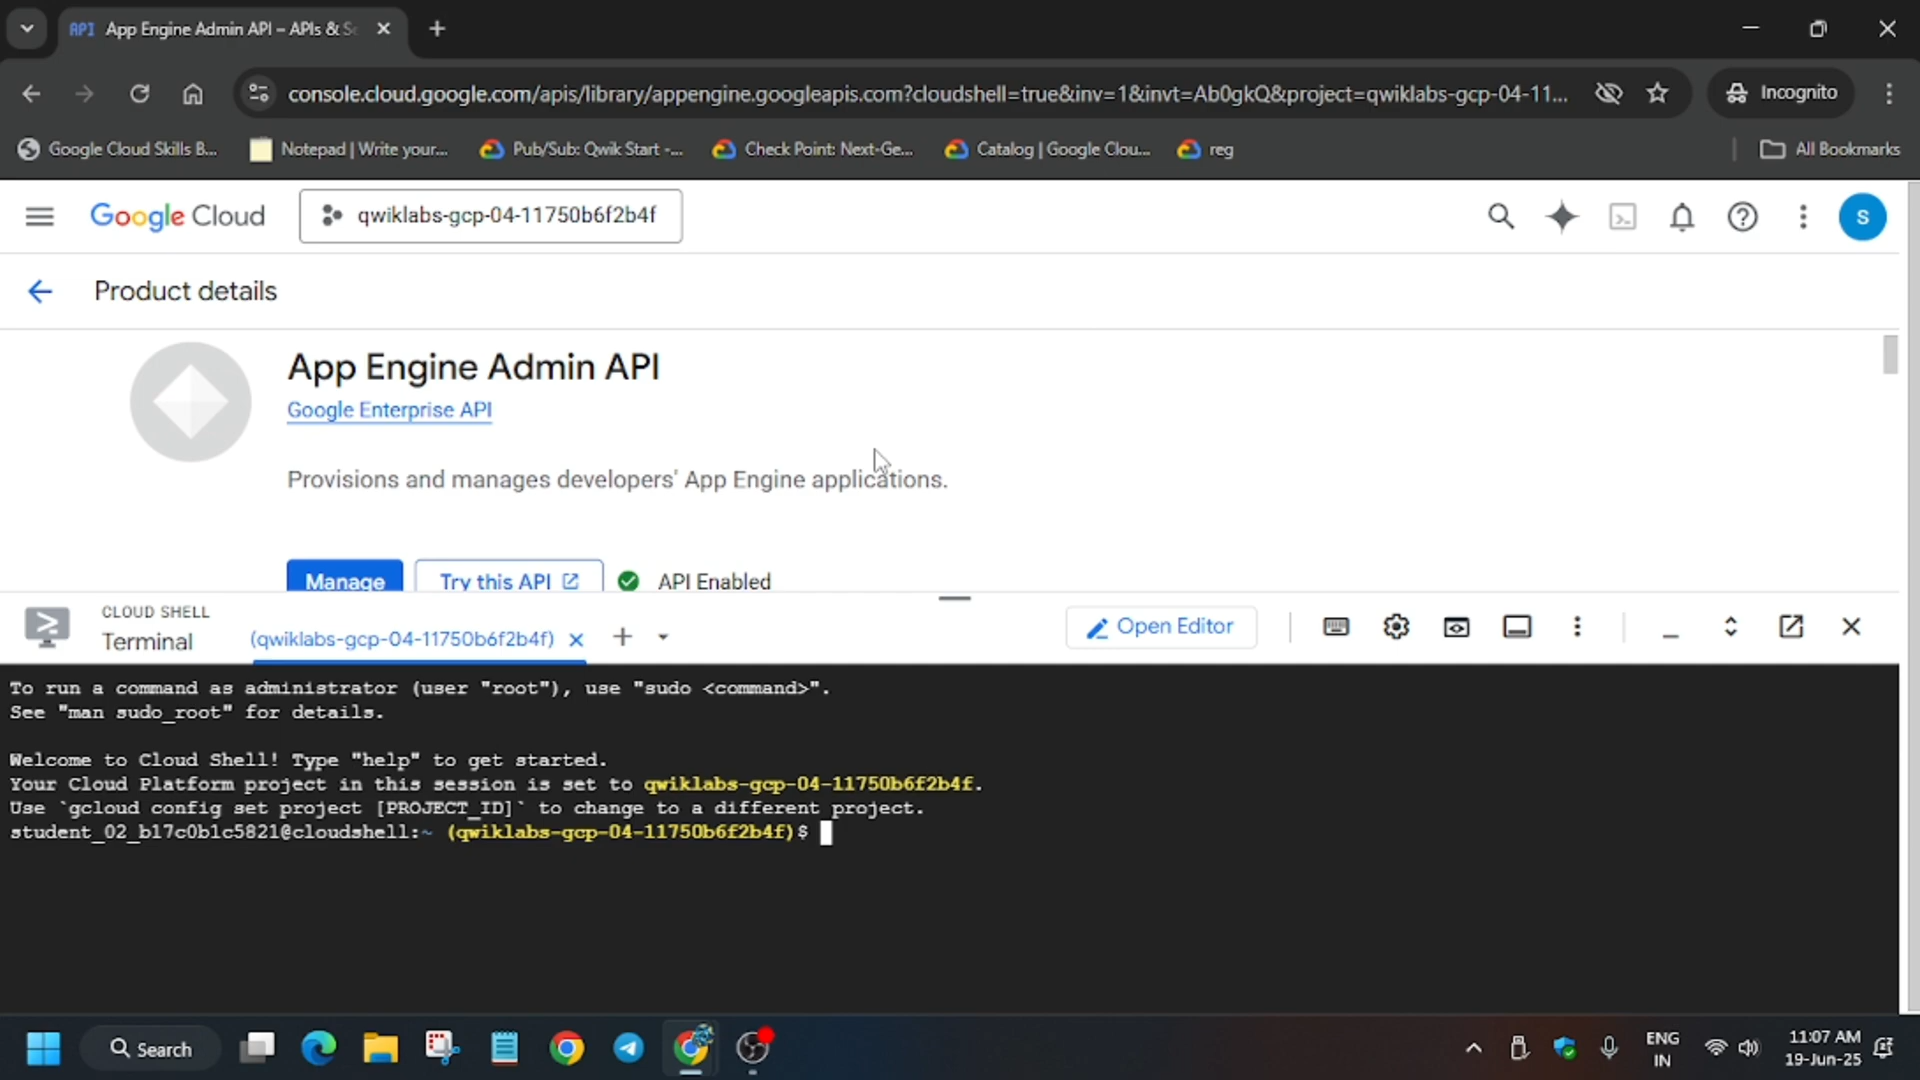 API App Engine Admin API – APIs & Se
console.cloud.google.com/apis/library/appengine.googleapis.com?cloudshell=true&inv=1&invt=Ab0gkQ&project=qwiklabs-gcp-04-11...
Incognito
Google Cloud Skills B...
Notepad | Write your...
Pub/Sub: Qwik Start -...
Check Point: Next-Ge...
Catalog | Google Clou...
reg
All Bookmarks
Google Cloud
qwiklabs-gcp-04-11750b6f2b4f
S
Product details
App Engine Admin API
Google Enterprise API
Provisions and manages developers' App Engine applications.
Manage
Try this API
API Enabled
CLOUD SHELL
Terminal
(qwiklabs-gcp-04-11750b6f2b4f)
Open Editor
To run a command as administrator (user "root"), use "sudo <command>".
See "man sudo_root" for details.
Welcome to Cloud Shell! Type "help" to get started.
Your Cloud Platform project in this session is set to qwiklabs-gcp-04-11750b6f2b4f.
Use `gcloud config set project [PROJECT_ID]` to change to a different project.
student_02_b17c0b1c5821@cloudshell:~ (qwiklabs-gcp-04-11750b6f2b4f)$
Search
ENG
IN
11:07 AM
19-Jun-25